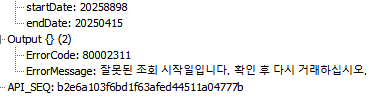 startDate: 20258898
endDate: 20250415
Output {} (2)
ErrorCode: 80002311
ErrorMessage: 잘못된 조회 시작일입니다. 확인 후 다시 거래하십시오.
API_SEQ: b2e6a103f6bd1f63afed44511a04777b